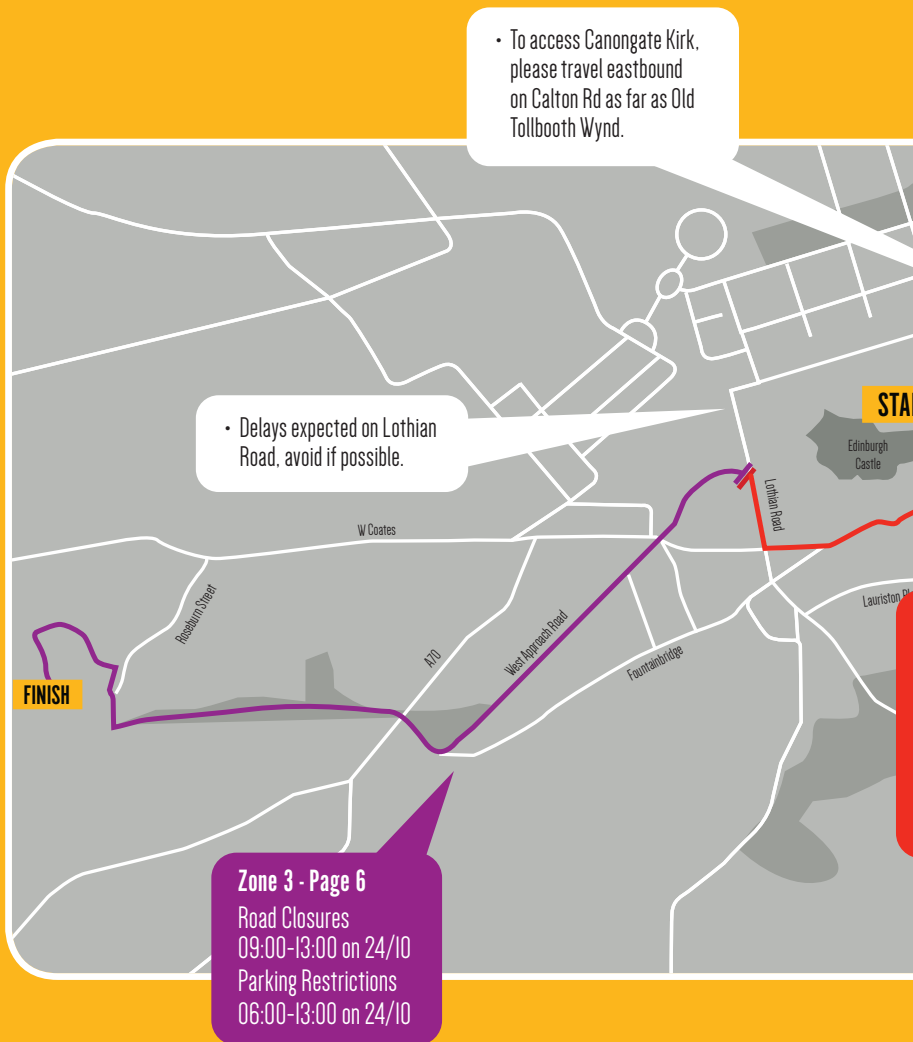 • To access Canongate Kirk,
please travel eastbound
on Calton Rd as far as Old
Tollbooth Wynd.
• Delays expected on Lothian
Road, avoid if possible.
Edinburgh
Castle
Lothian Road
W Coates
Roseburn Street
Lauriston
A70
West Approach Road
Fountainbridge
FINISH
Zone 3 - Page 6
Road Closures
09:00-13:00 on 24/10
Parking Restrictions
06:00-13:00 on 24/10